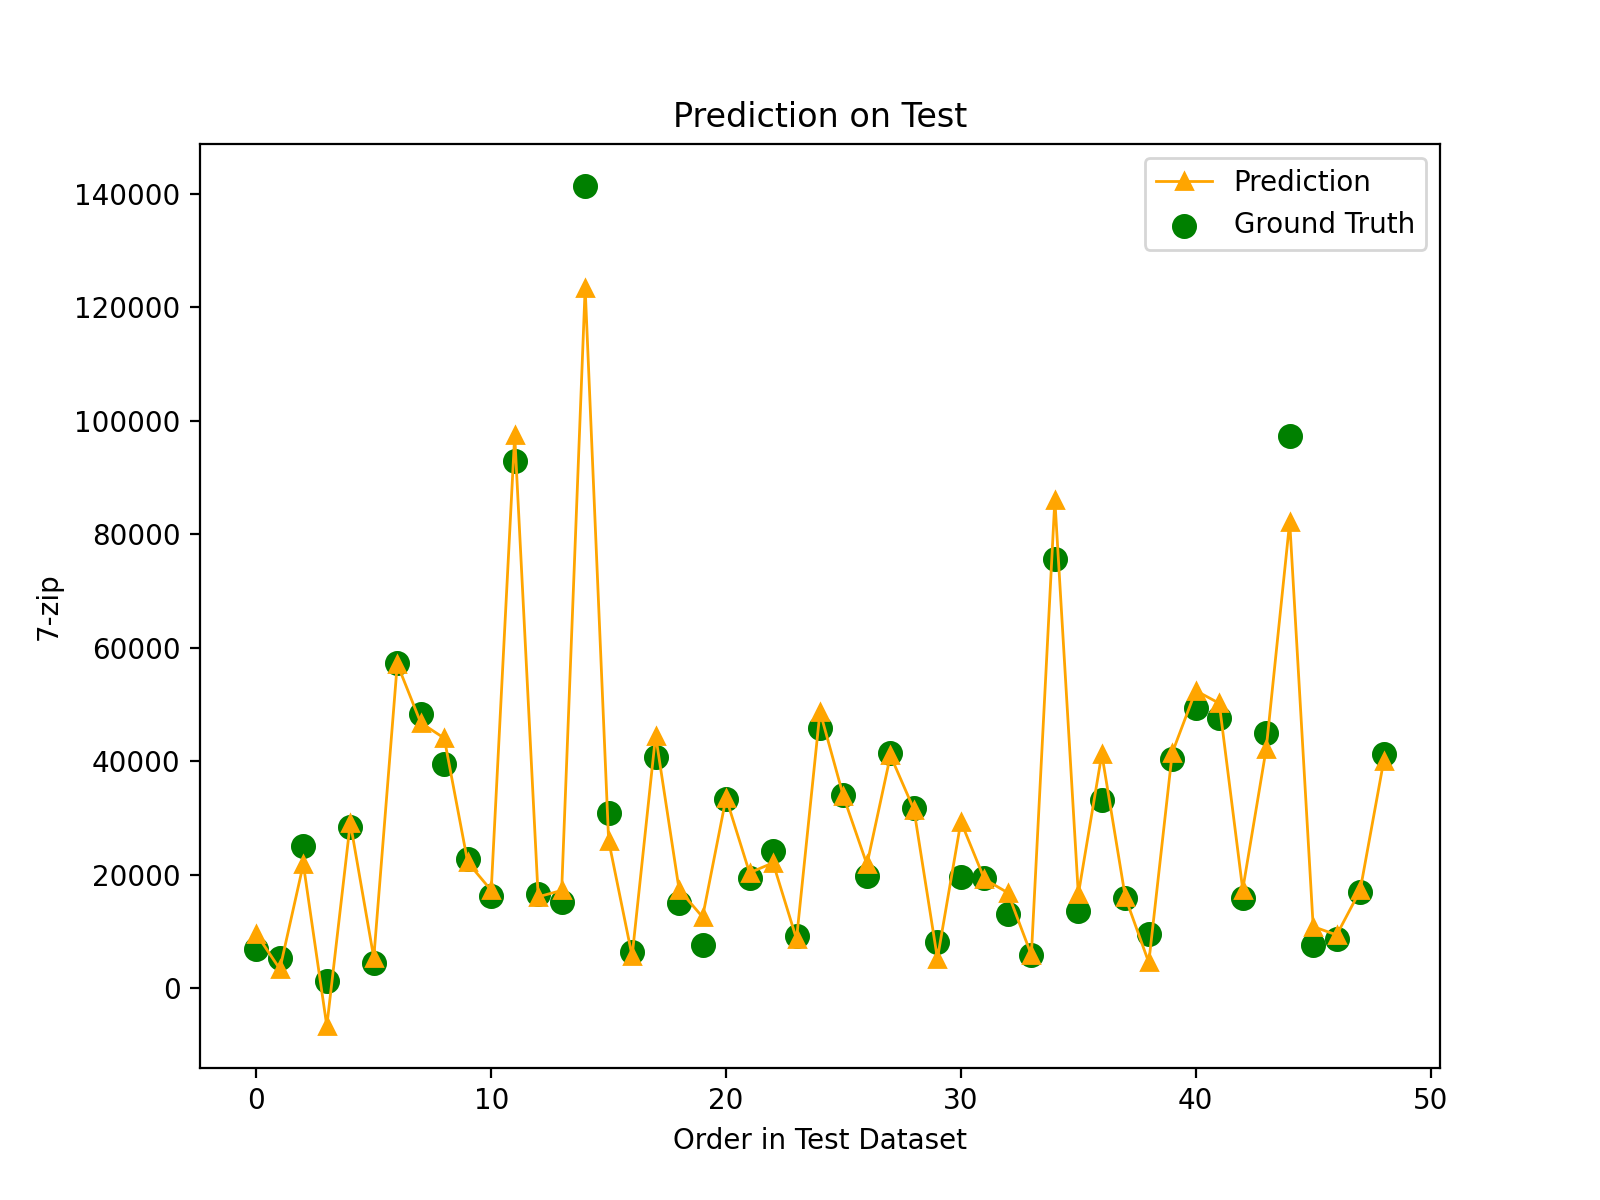 Prediction on Test
Prediction
Ground Truth
140000
120000
100000
80000
60000
40000
20000
0
7-zip
0 10 20 30 40 50
Order in Test Dataset